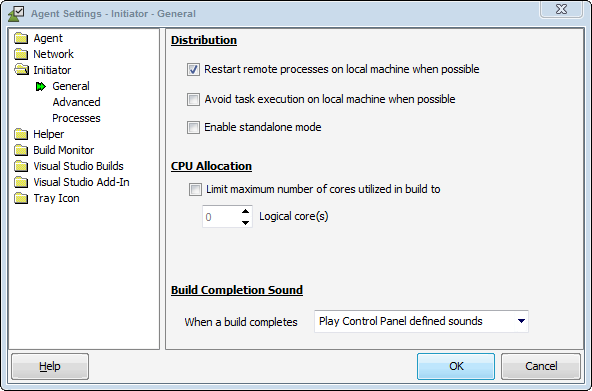 Agent Settings - Initiator - General
Agent
Network
Initiator
General
Advanced
Processes
Helper
Build Monitor
Visual Studio Builds
Visual Studio Add-In
Tray Icon
Distribution
Restart remote processes on local machine when possible
Avoid task execution on local machine when possible
Enable standalone mode
CPU Allocation
Limit maximum number of cores utilized in build to
0 Logical core(s)
Build Completion Sound
When a build completes Play Control Panel defined sounds
Help OK Cancel